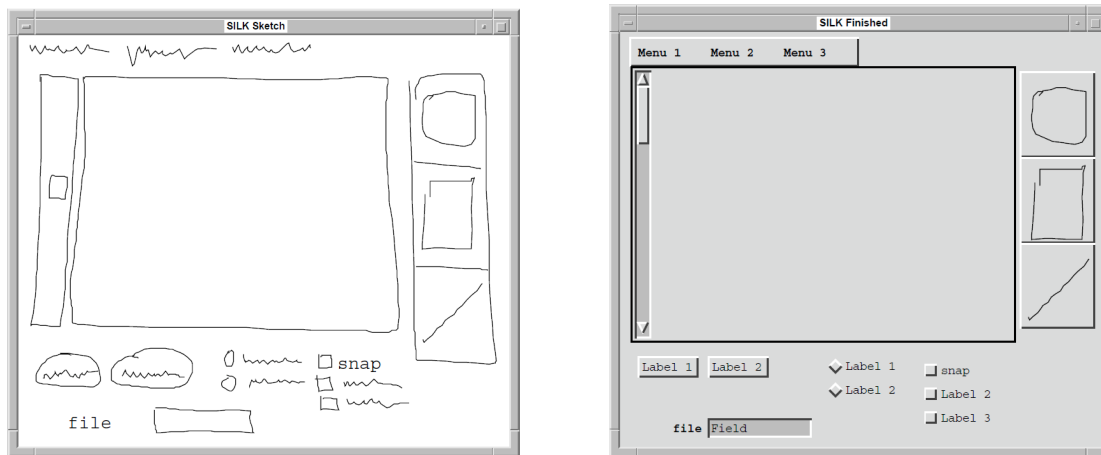 SILK Sketch
snap
file
SILK Finished
Menu 1 Menu 2 Menu 3
Label 1 Label 2
Label 1
Label 2
snap
Label 2
Label 3
file Field